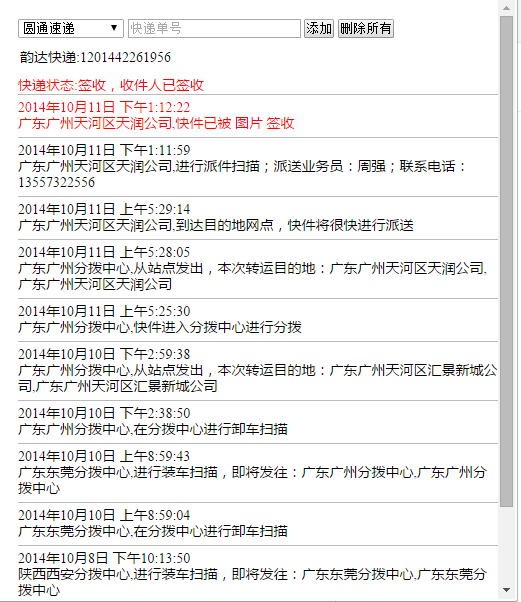 圆通速递 快递单号 添加 删除所有
韵达快递:1201442261956
快递状态:签收，收件人已签收
2014年10月11日 下午1:12:22
广东广州天河区天润公司,快件已被 图片 签收
2014年10月11日 下午1:11:59
广东广州天河区天润公司,进行派件扫描；派送业务员：周强；联系电话：
13557322556
2014年10月11日 上午5:29:14
广东广州天河区天润公司,到达目的地网点，快件将很快进行派送
2014年10月11日 上午5:28:05
广东广州分拨中心,从站点发出，本次转运目的地：广东广州天河区天润公司,
广东广州天河区天润公司
2014年10月11日 上午5:25:30
广东广州分拨中心,快件进入分拨中心进行分拨
2014年10月10日 下午2:59:38
广东广州分拨中心,从站点发出，本次转运目的地：广东广州天河区汇景新城公
司,广东广州天河区汇景新城公司
2014年10月10日 下午2:38:50
广东广州分拨中心,在分拨中心进行卸车扫描
2014年10月10日 上午8:59:43
广东东莞分拨中心,进行装车扫描，即将发往：广东广州分拨中心,广东广州分
拨中心
2014年10月10日 上午8:59:04
广东东莞分拨中心,在分拨中心进行卸车扫描
2014年10月8日 下午10:13:50
陕西西安分拨中心,进行装车扫描，即将发往：广东东莞分拨中心,广东东莞分
拨中心